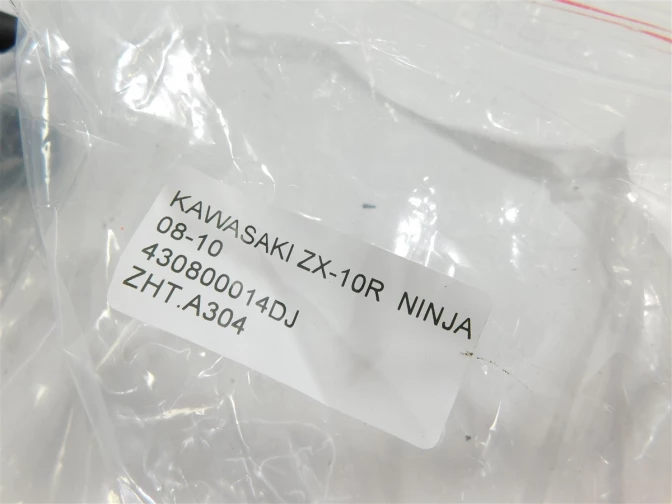 KAWASAKI ZX-10R NINJA
08-10
430800014DJ
ZHT.A304